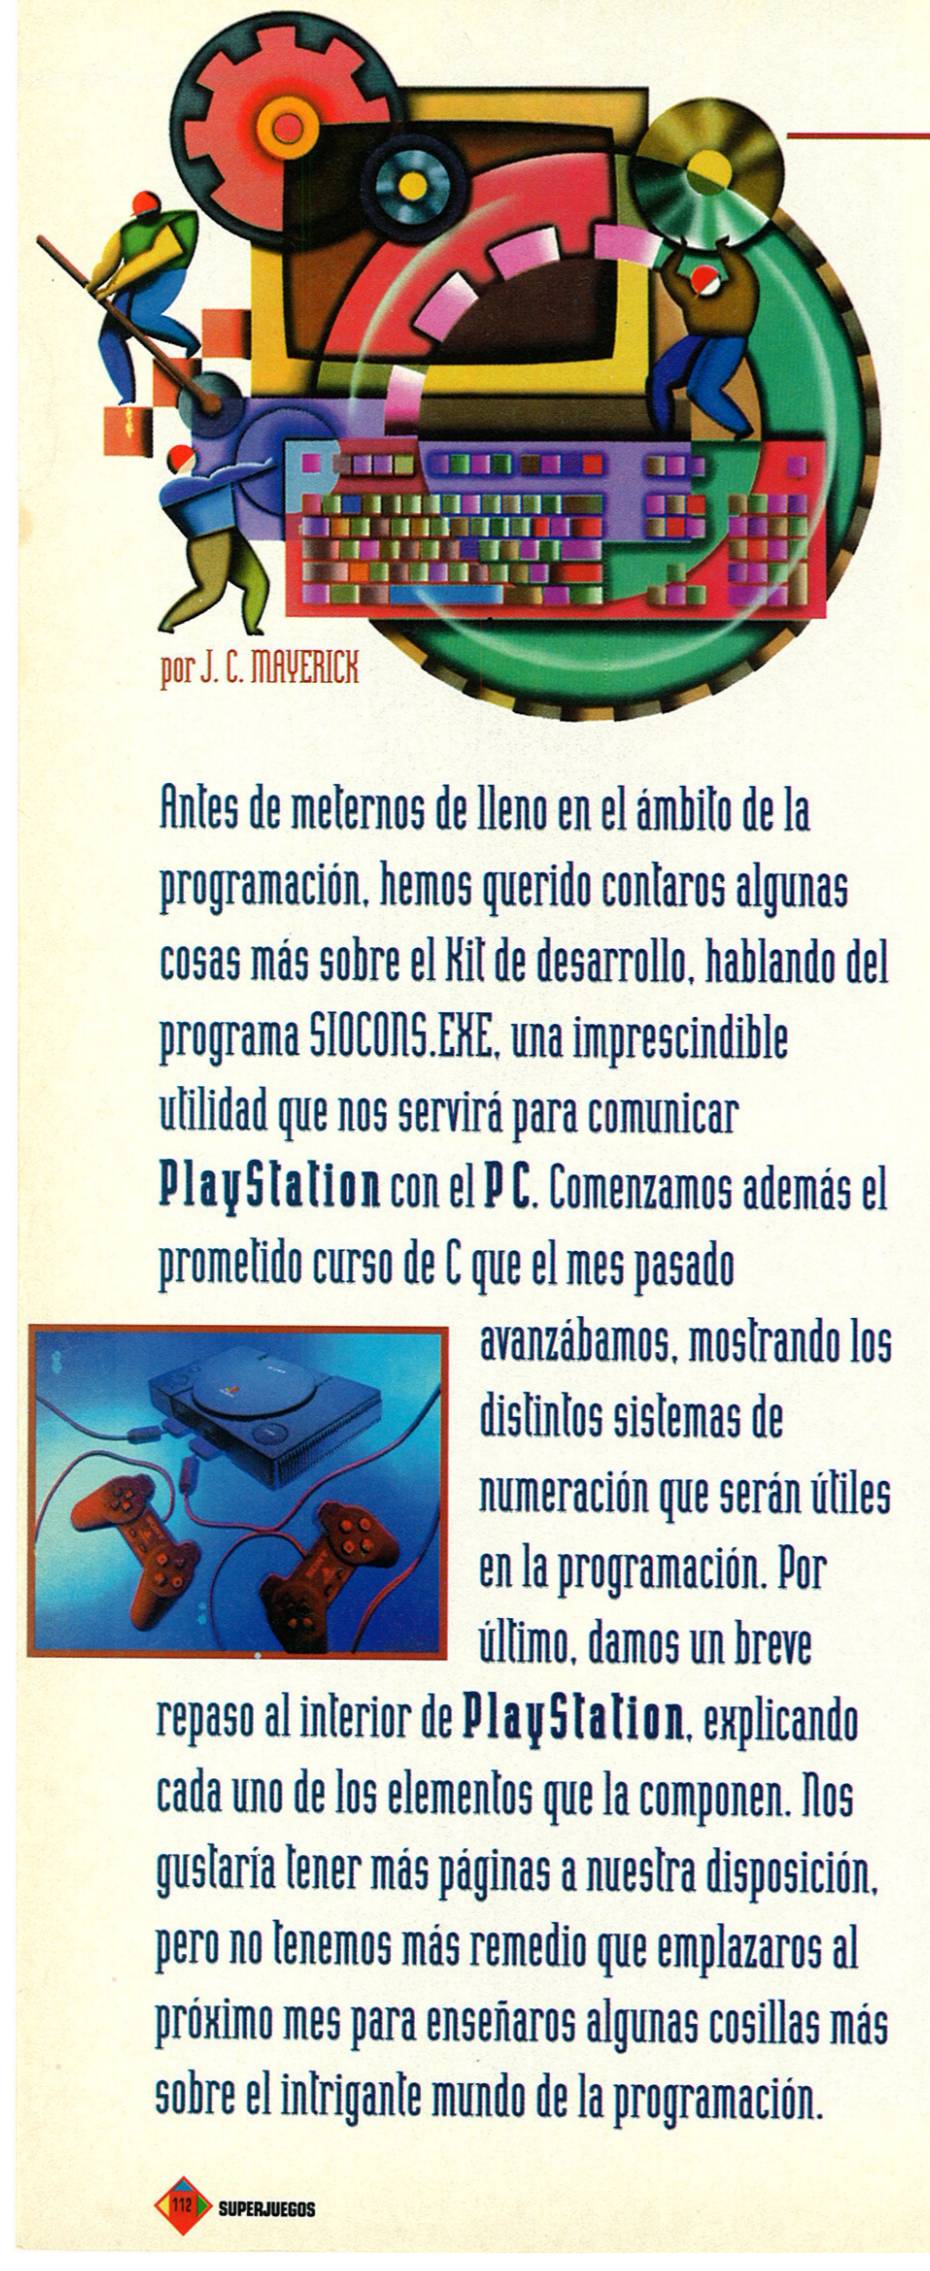 por J. C. MAVERICK
Antes de meternos de lleno en el ámbito de la
programación, hemos querido contaros algunas
cosas más sobre el Kit de desarrollo, hablando del
programa SIOCONS.EXE, una imprescindible
utilidad que nos servirá para comunicar
PlayStation con el PC. Comenzamos además el
prometido curso de C que el mes pasado
avanzábamos, mostrando los
distintos sistemas de
numeración que serán útiles
en la programación. Por
último, damos un breve
repaso al interior de PlayStation, explicando
cada uno de los elementos que la componen. Nos
gustaría tener más páginas a nuestra disposición,
pero no tenemos más remedio que emplazaros al
próximo mes para enseñaros algunas cosillas más
sobre el intrigante mundo de la programación.
112 SUPERJUEGOS